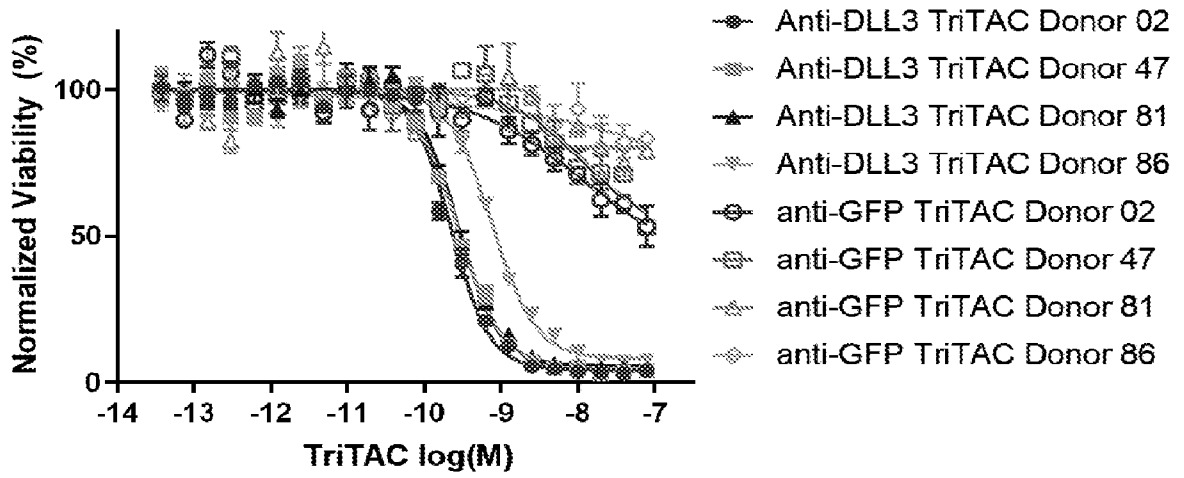 Normalized Viability (%)
100
50
0
-14 -13 -12 -11 -10 -9 -8 -7
TriTAC log(M)
Anti-DLL3 TriTAC Donor 02
Anti-DLL3 TriTAC Donor 47
Anti-DLL3 TriTAC Donor 81
Anti-DLL3 TriTAC Donor 86
anti-GFP TriTAC Donor 02
anti-GFP TriTAC Donor 47
anti-GFP TriTAC Donor 81
anti-GFP TriTAC Donor 86